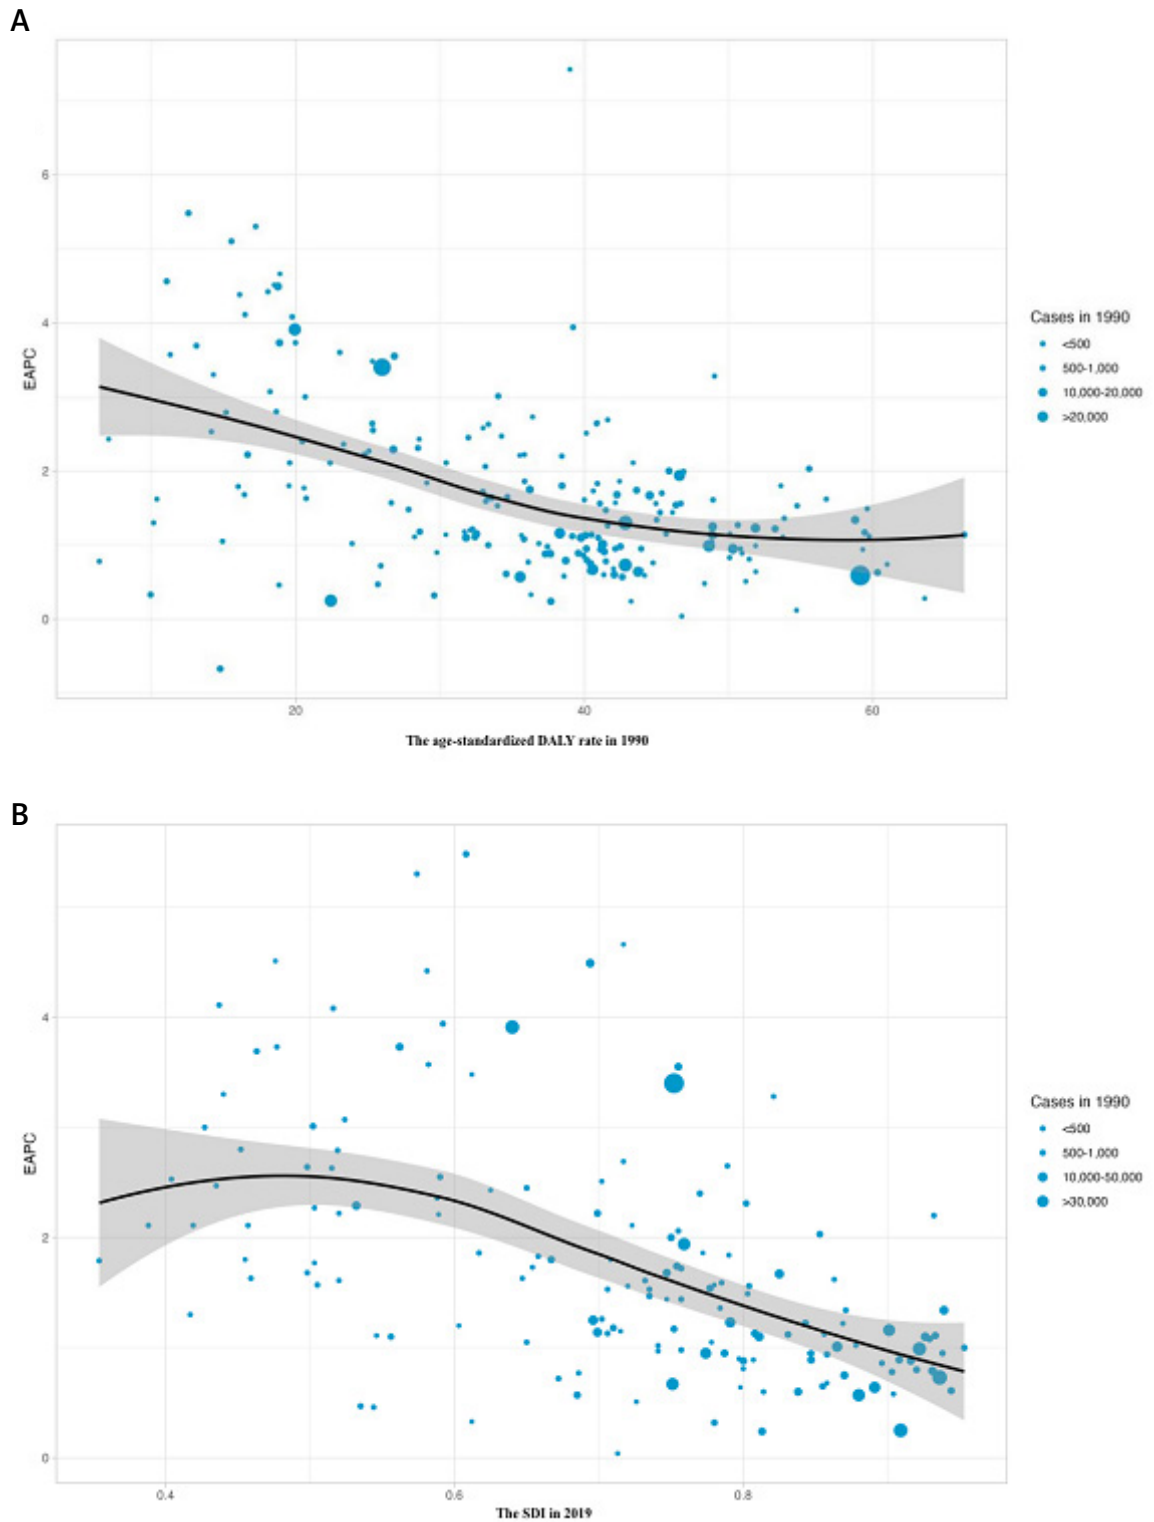 A
6
4
2
0
EAPC
20 40 60
The age-standardized DALY rate in 1990
Cases in 1990
<500
500-1,000
10,000-20,000
>20,000
B
4
2
0
EAPC
0.4 0.6 0.8
The SDI in 2019
Cases in 1990
<500
500-1,000
10,000-50,000
>30,000